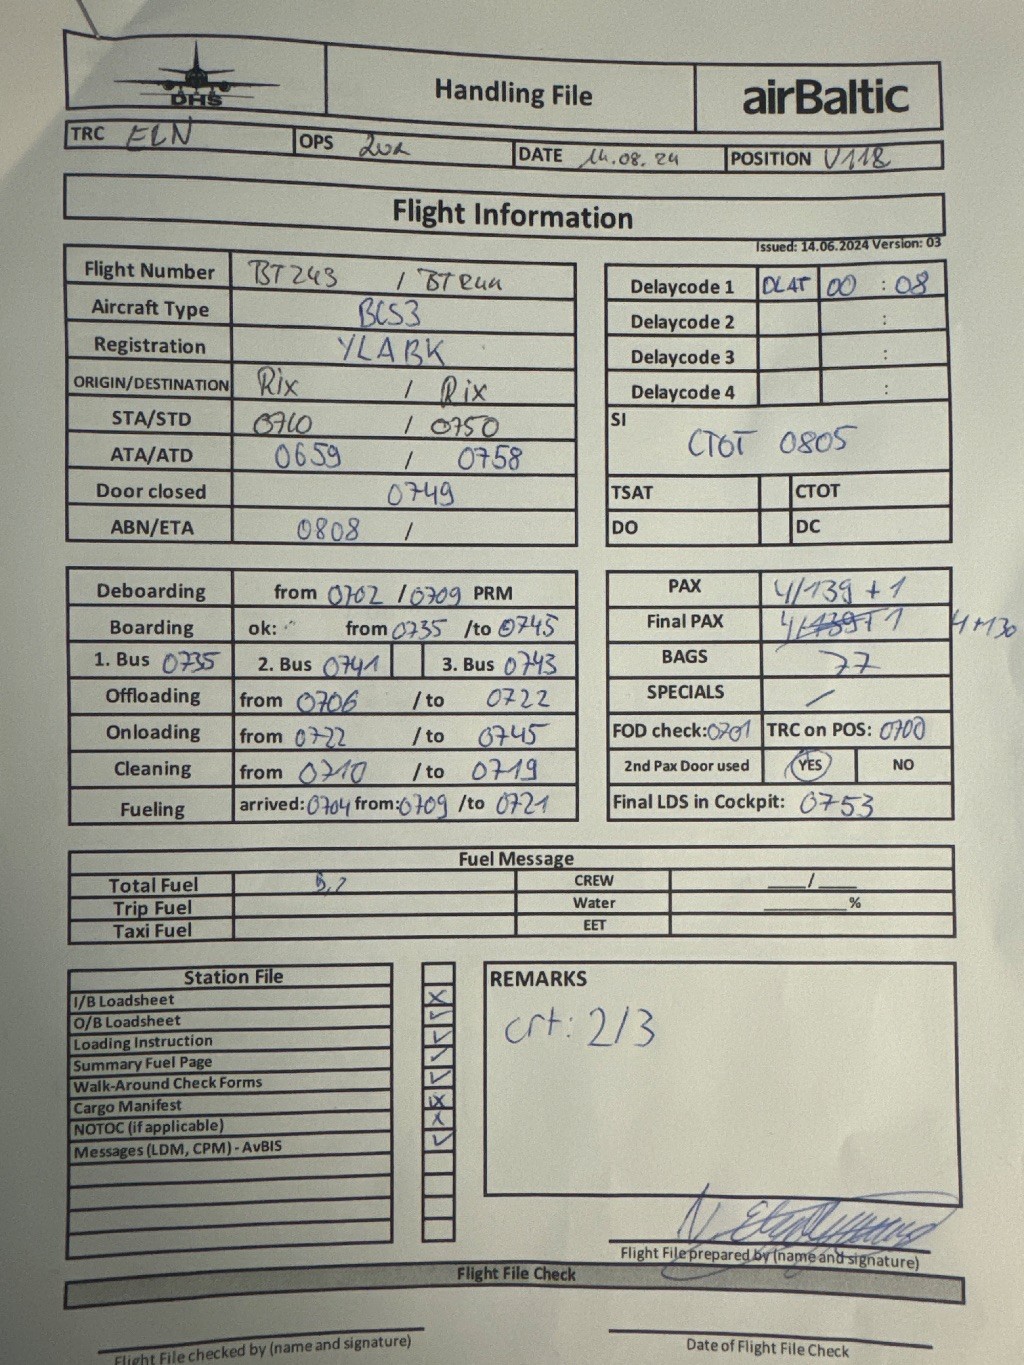 DHS
Handling File
airBaltic
TRC ELN OPS DATE 14.08.24 POSITION V118
Flight Information
Issued: 14.06.2024 Version: 03
Flight Number BT243 / BT244
Aircraft Type BCS3
Registration YLABK
ORIGIN/DESTINATION Rix / Rix
STA/STD 0710 / 0750
ATA/ATD 0659 / 0758
Door closed 0749
ABN/ETA 0808 /
Delaycode 1 DLAT 00 : 08
Delaycode 2 :
Delaycode 3 :
Delaycode 4 :
SI
CTOT 0805
TSAT CTOT
DO DC
Deboarding from 0702 / 0709 PRM
Boarding ok: from 0735 /to 0745
1. Bus 0735 2. Bus 0741 3. Bus 0743
Offloading from 0706 / to 0722
Onloading from 0722 / to 0745
Cleaning from 0710 / to 0719
Fueling arrived: 0704 from: 0709 /to 0721
PAX 4/139 + 1
Final PAX 4/139+1 4+130
BAGS 77
SPECIALS /
FOD check: 0701 TRC on POS: 0700
2nd Pax Door used YES NO
Final LDS in Cockpit: 0753
Fuel Message
Total Fuel CREW ___/___
Trip Fuel Water ______%
Taxi Fuel EET
Station File
I/B Loadsheet
O/B Loadsheet
Loading Instruction
Summary Fuel Page
Walk-Around Check Forms
Cargo Manifest
NOTOC (if applicable)
Messages (LDM, CPM) - AvBIS
REMARKS
crt: 2/3
Flight File prepared by (name and signature)
Flight File Check
Flight File checked by (name and signature)
Date of Flight File Check